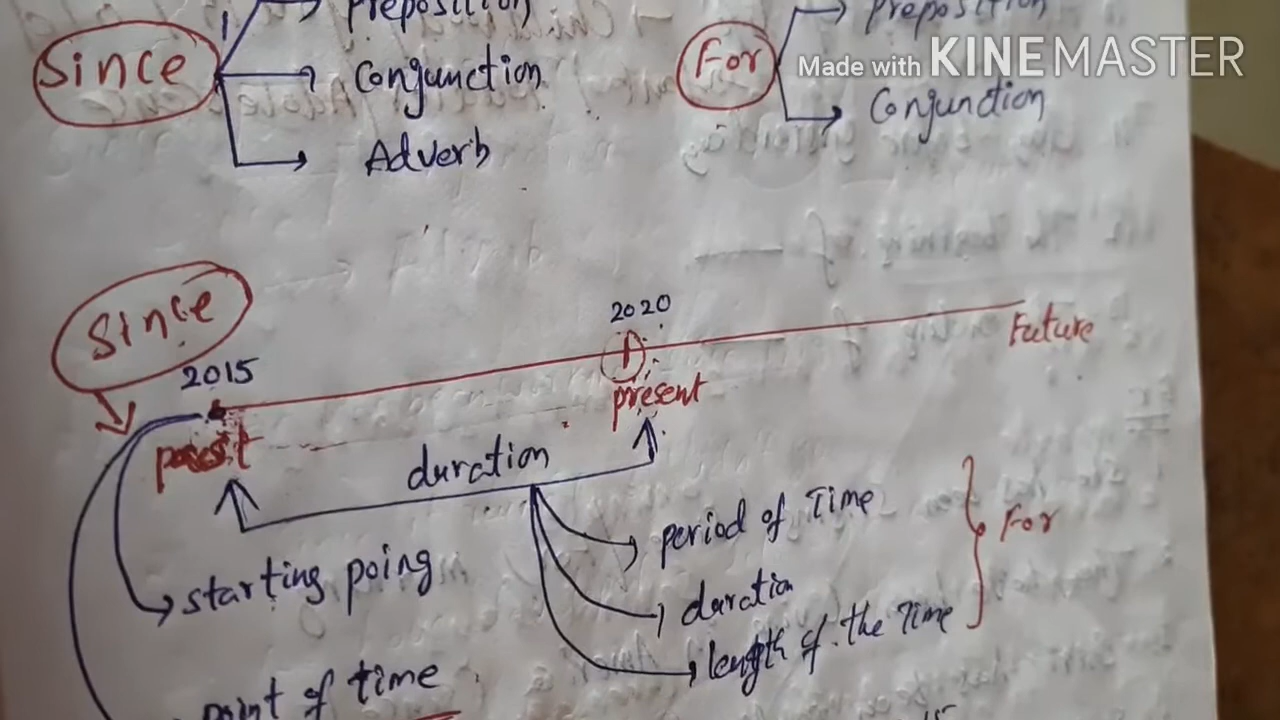 Preposition
Since
Conjunction
Adverb
Preposition
For
Conjunction
Made with KINEMASTER
Since
2015
past
2020
present
Future
duration
starting poing
point of time
period of Time
duration
length of the Time
For